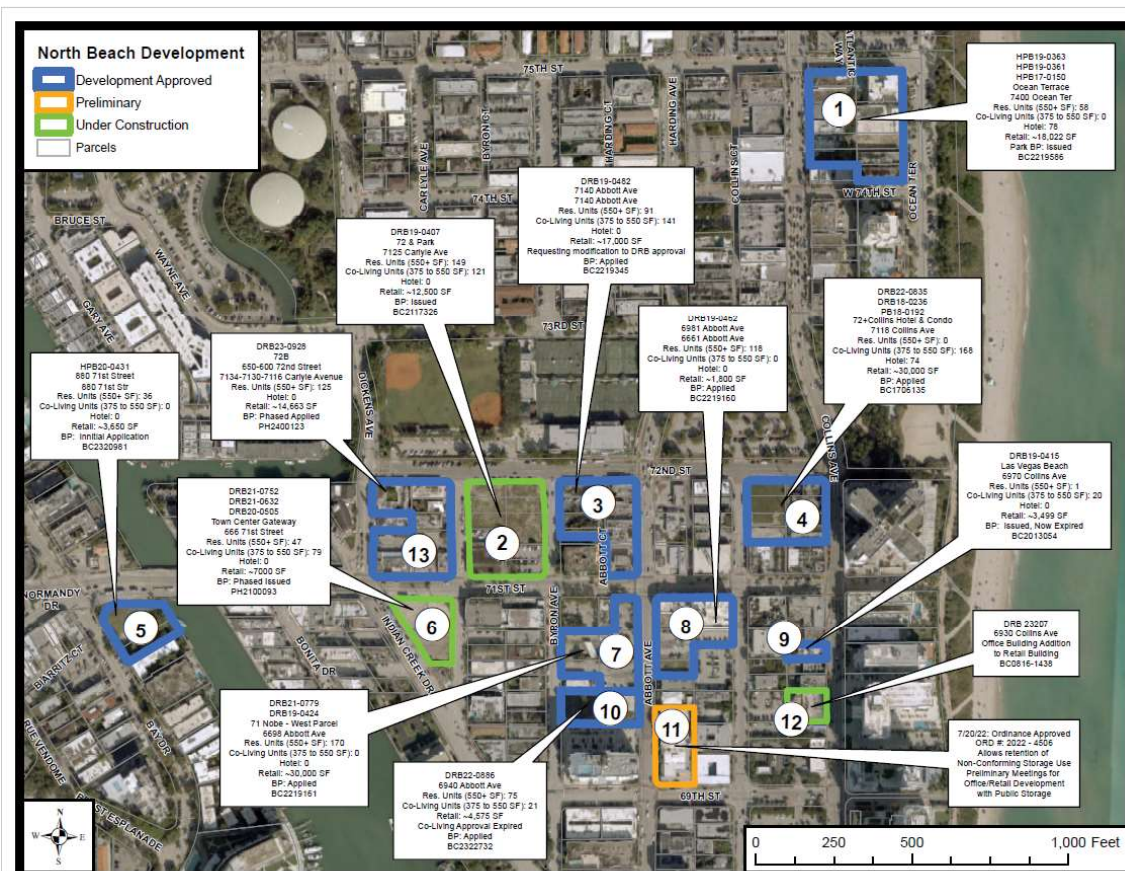 North Beach Development
Development Approved
Preliminary
Under Construction
Parcels
75TH ST
BYRON CT
CARLYLE AVE
74TH ST
HARDING CT
HARDING AVE
COLLINS CT
ATLANTIC
WAY
W 74TH ST
OCEAN TER
BRUCE ST
WAYNE AVE
GARY AVE
73RD ST
DICKENS AVE
COLLINS AVE
72ND ST
71ST ST
ABBOTT CT
BYRON AVE
ABBOTT AVE
INDIAN CREEK DR
NORMANDY
DR
BIARRITZ CT
BONITA
DR
BAY DR
RUE VENDOME
ESPLANADE
69TH ST
1
HPB19-0363
HPB19-0361
HPB17-0150
Ocean Terrace
7400 Ocean Ter
Res. Units (550+ SF): 58
Co-Living Units (375 to 550 SF): 0
Hotel: 78
Retail: ~18,022 SF
Park BP: Issued
BC2219586
DRB19-0482
7140 Abbott Ave
7140 Abbott Ave
Res. Units (550+ SF): 91
Co-Living Units (375 to 550 SF): 141
Hotel: 0
Retail: ~17,000 SF
Requesting modification to DRB approval
BP: Applied
BC2219345
DRB19-0407
72 & Park
7125 Carlyle Ave
Res. Units (550+ SF): 149
Co-Living Units (375 to 550 SF): 121
Hotel: 0
Retail: ~12,500 SF
BP: Issued
BC2117326
DRB22-0835
DRB18-0236
PB18-0192
72+Collins Hotel & Condo
7118 Collins Ave
Res. Units (550+ SF): 0
Co-Living Units (375 to 550 SF): 168
Hotel: 74
Retail: ~30,000 SF
BP: Applied
BC1706135
DRB19-0462
6981 Abbott Ave
6661 Abbott Ave
Res. Units (550+ SF): 118
Co-Living Units (375 to 550 SF): 0
Hotel: 0
Retail: ~1,800 SF
BP: Applied
BC2219160
DRB23-0928
72B
650-600 72nd Street
7134-7130-7116 Carlyle Avenue
Res. Units (550+ SF): 125
Hotel: 0
Retail: ~14,663 SF
BP: Phased Applied
PH2400123
HPB20-0431
880 71st Street
880 71st Str
Res. Units (550+ SF): 36
Co-Living Units (375 to 550 SF): 0
Hotel: 0
Retail: ~3,650 SF
BP: Innitial Application
BC2320981
DRB19-0415
Las Vegas Beach
6970 Collins Ave
Res. Units (550+ SF): 1
Co-Living Units (375 to 550 SF): 20
Hotel: 0
Retail: ~3,499 SF
BP: Issued, Now Expired
BC2013054
DRB21-0752
DRB21-0632
DRB20-0505
Town Center Gateway
666 71st Street
Res. Units (550+ SF): 47
Co-Living Units (375 to 550 SF): 79
Hotel: 0
Retail: ~7000 SF
BP: Phased Issued
PH2100093
DRB 23207
6930 Collins Ave
Office Building Addition
to Retail Building
BC0816-1438
DRB21-0779
DRB19-0424
71 Nobe - West Parcel
6698 Abbott Ave
Res. Units (550+ SF): 170
Co-Living Units (375 to 550 SF): 0
Hotel: 0
Retail: ~30,000 SF
BP: Applied
BC2219161
DRB22-0886
6940 Abbott Ave
Res. Units (550+ SF): 75
Co-Living Units (375 to 550 SF): 21
Retail: ~4,575 SF
Co-Living Approval Expired
BP: Applied
BC2322732
7/20/22: Ordinance Approved
ORD #: 2022 - 4506
Allows retention of
Non-Conforming Storage Use
Preliminary Meetings for
Office/Retail Development
with Public Storage
13
2
3
4
5
6
7
8
9
10
11
12
N
W E
S
0 250 500 1,000 Feet